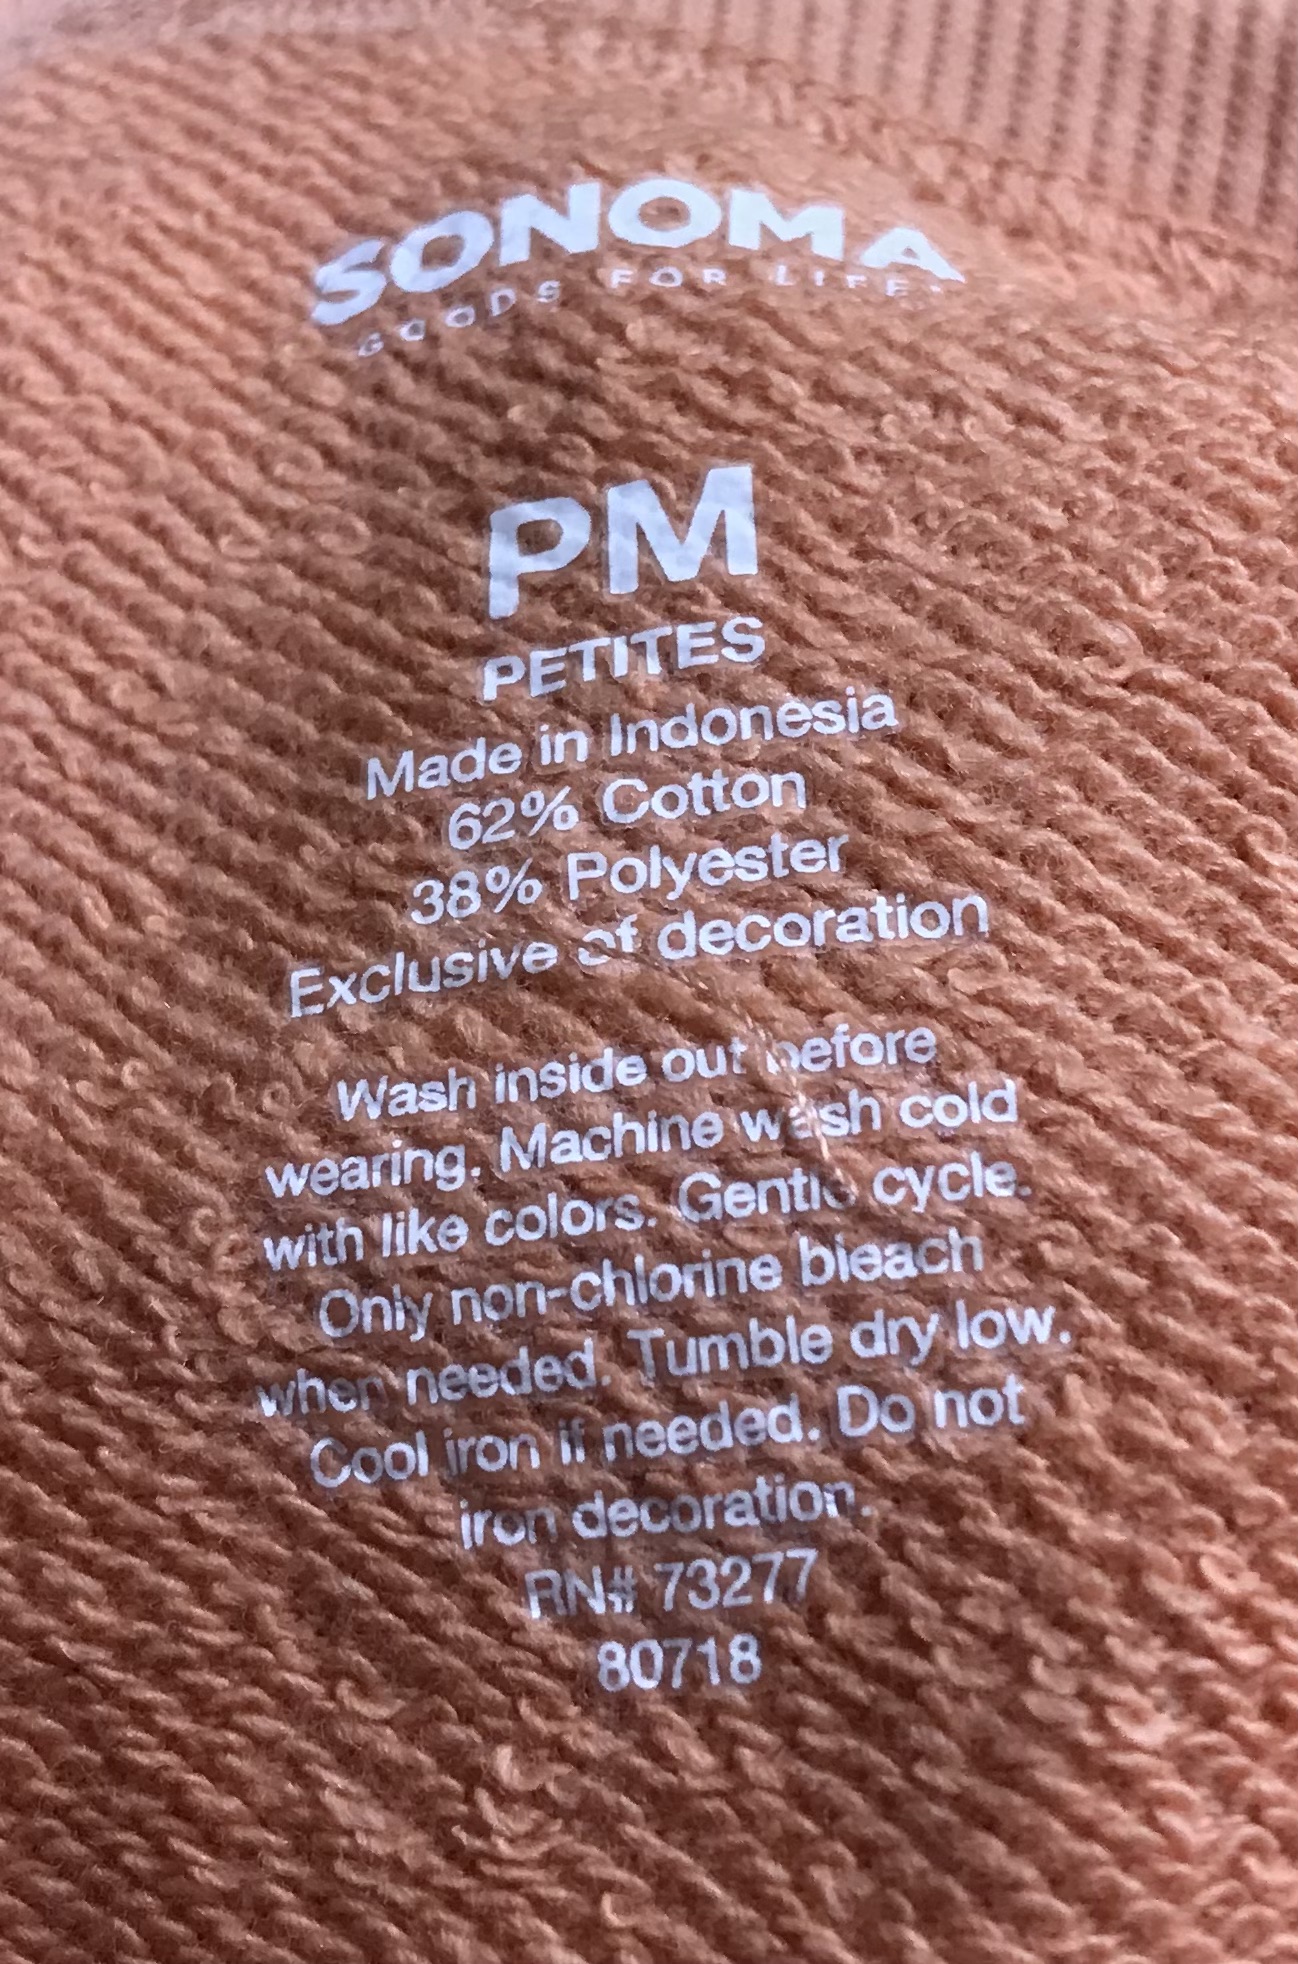 SONOMA
GOODS FOR LIFE
PM
PETITES
Made in Indonesia
62% Cotton
38% Polyester
Exclusive of decoration
Wash inside out before
wearing. Machine wash cold
with like colors. Gentle cycle.
Only non-chlorine bleach
when needed. Tumble dry low.
Cool iron if needed. Do not
iron decoration.
RN# 73277
80718